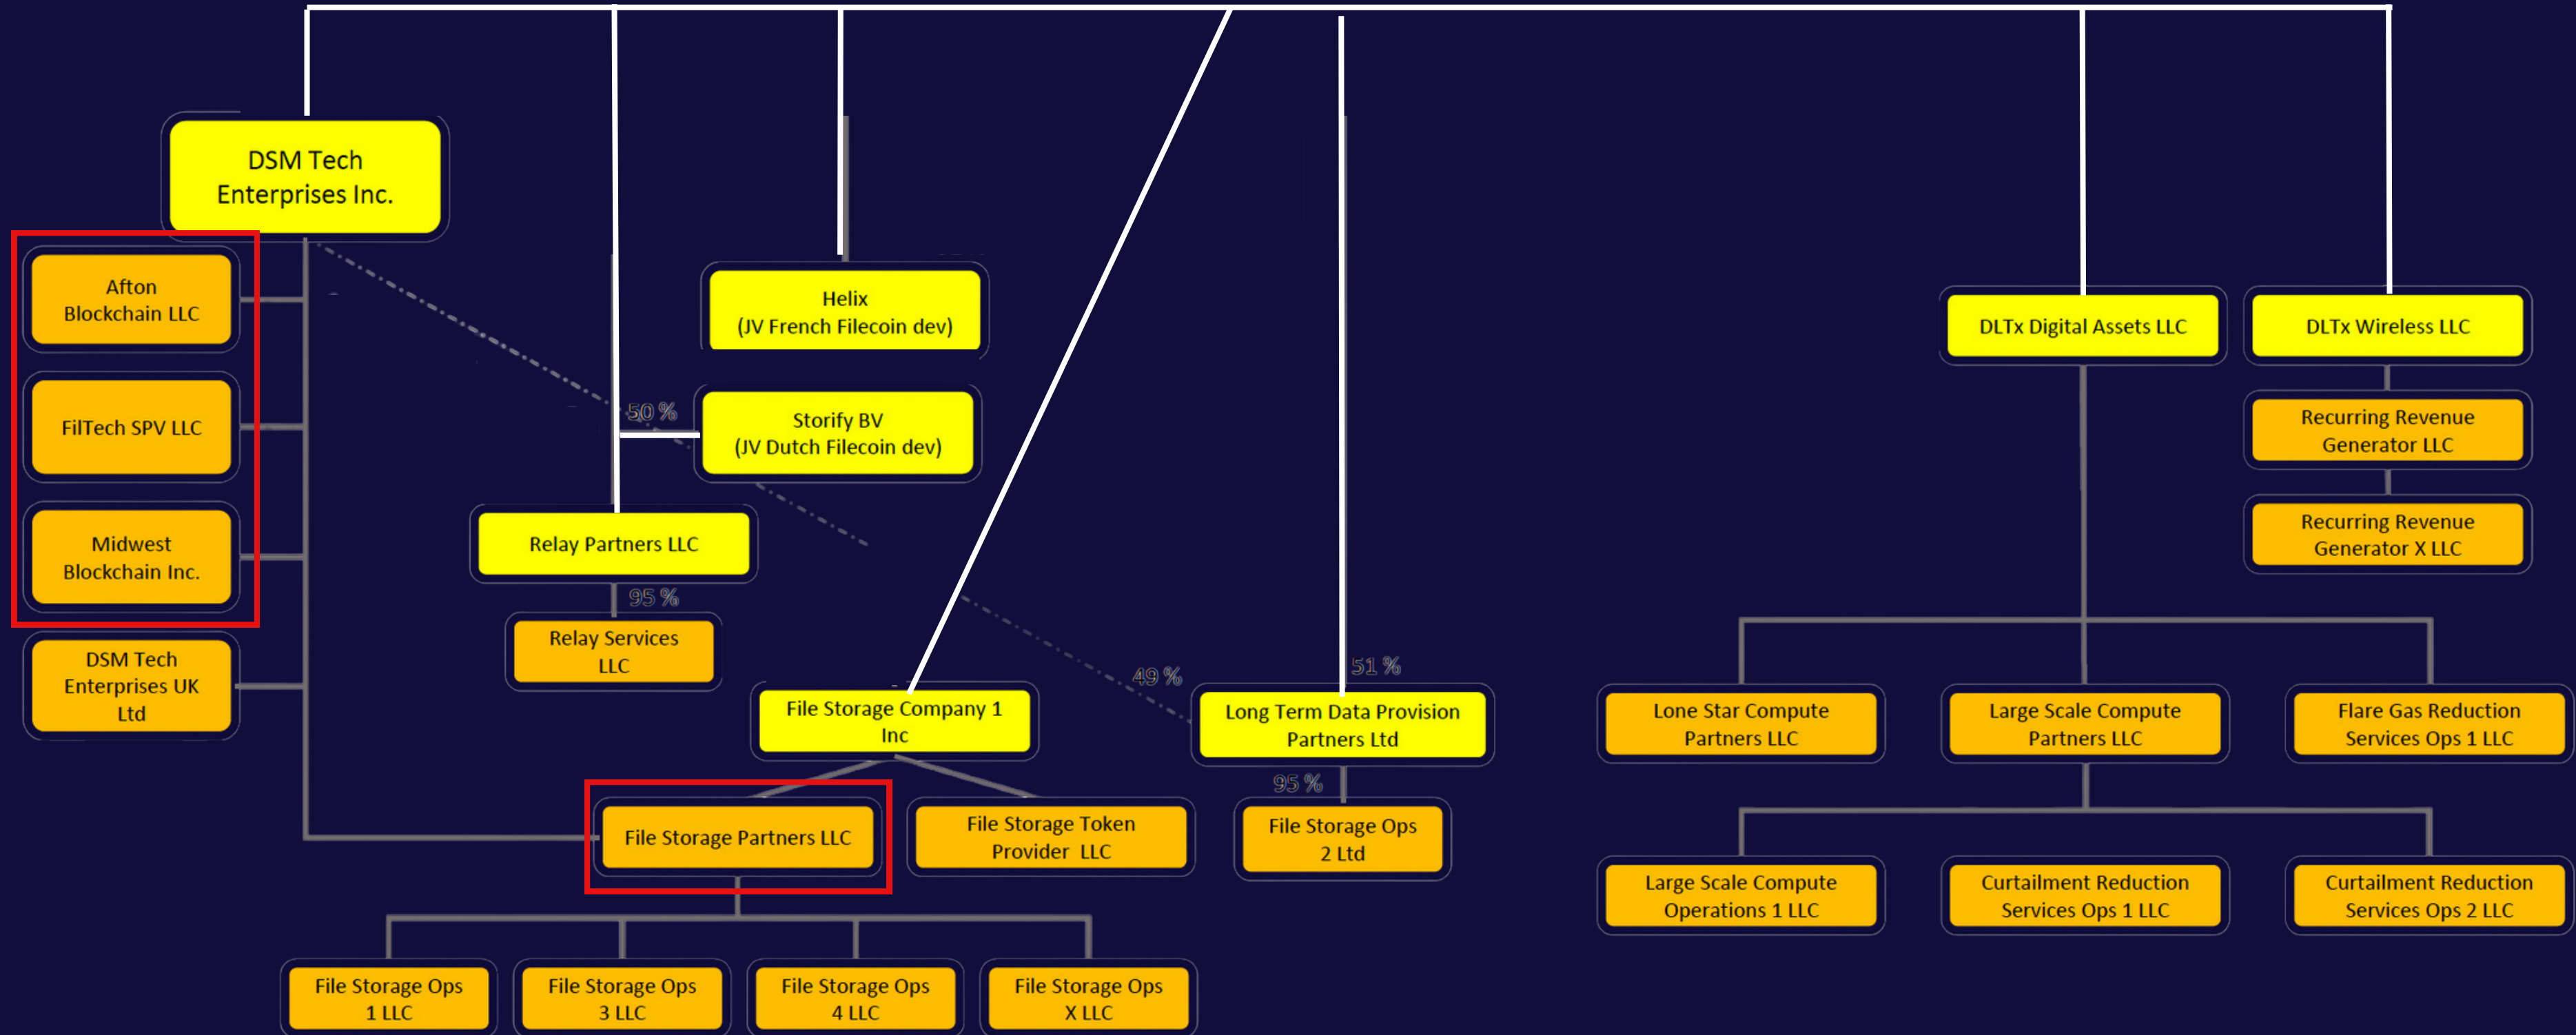 DSM Tech
Enterprises Inc.
Afton
Blockchain LLC
FilTech SPV LLC
Midwest
Blockchain Inc.
DSM Tech
Enterprises UK
Ltd
Helix
(JV French Filecoin dev)
50 %
Storify BV
(JV Dutch Filecoin dev)
Relay Partners LLC
95 %
Relay Services
LLC
File Storage Company 1
Inc
49 %
51 %
Long Term Data Provision
Partners Ltd
95 %
File Storage Partners LLC
File Storage Token
Provider LLC
File Storage Ops
2 Ltd
File Storage Ops
1 LLC
File Storage Ops
3 LLC
File Storage Ops
4 LLC
File Storage Ops
X LLC
DLTx Digital Assets LLC
DLTx Wireless LLC
Recurring Revenue
Generator LLC
Recurring Revenue
Generator X LLC
Lone Star Compute
Partners LLC
Large Scale Compute
Partners LLC
Flare Gas Reduction
Services Ops 1 LLC
Large Scale Compute
Operations 1 LLC
Curtailment Reduction
Services Ops 1 LLC
Curtailment Reduction
Services Ops 2 LLC